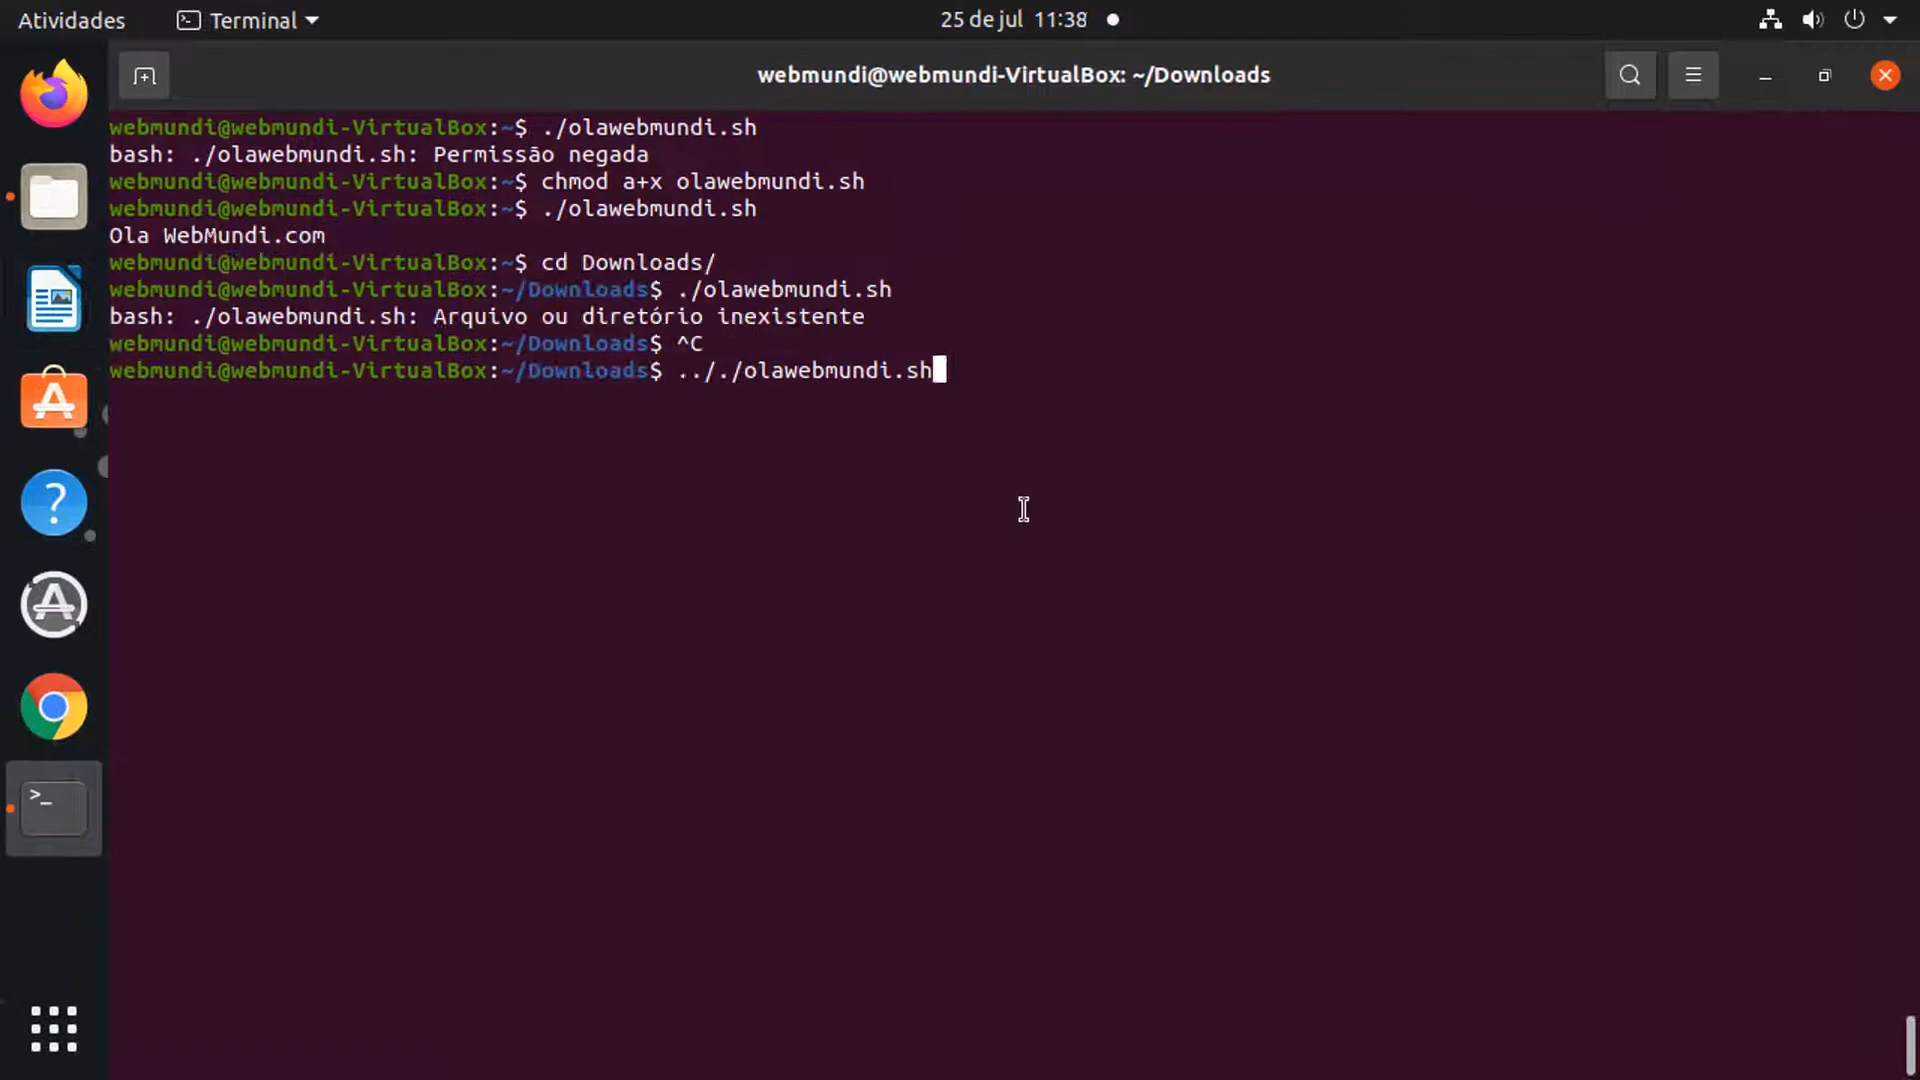 Atividades Terminal 25 de jul 11:38
webmundi@webmundi-VirtualBox: ~/Downloads
webmundi@webmundi-VirtualBox:~$ ./olawebmundi.sh
bash: ./olawebmundi.sh: Permissão negada
webmundi@webmundi-VirtualBox:~$ chmod a+x olawebmundi.sh
webmundi@webmundi-VirtualBox:~$ ./olawebmundi.sh
Ola WebMundi.com
webmundi@webmundi-VirtualBox:~$ cd Downloads/
webmundi@webmundi-VirtualBox:~/Downloads$ ./olawebmundi.sh
bash: ./olawebmundi.sh: Arquivo ou diretório inexistente
webmundi@webmundi-VirtualBox:~/Downloads$ ^C
webmundi@webmundi-VirtualBox:~/Downloads$ .././olawebmundi.sh